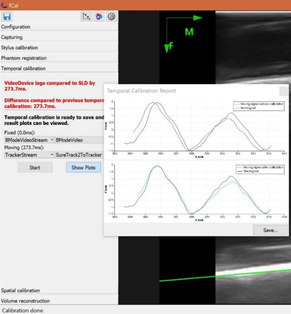 fCal
Configuration
Capturing
Stylus calibration
Phantom registration
Temporal calibration
VideoDevice lags compared to SLD by
273.7ms.
Difference compared to previous temporal
calibration: 273.7ms.
Temporal calibration is ready to save and
result plots can be viewed.
Fixed (0.0ms):
BModeVideoStream
BModeVideo
Moving (273.7ms):
TrackerStream
SureTrack2ToTracker
Start
Show Plots
Spatial calibration
Volume reconstruction
Calibration done
M
F
Temporal Calibration Report
Save...